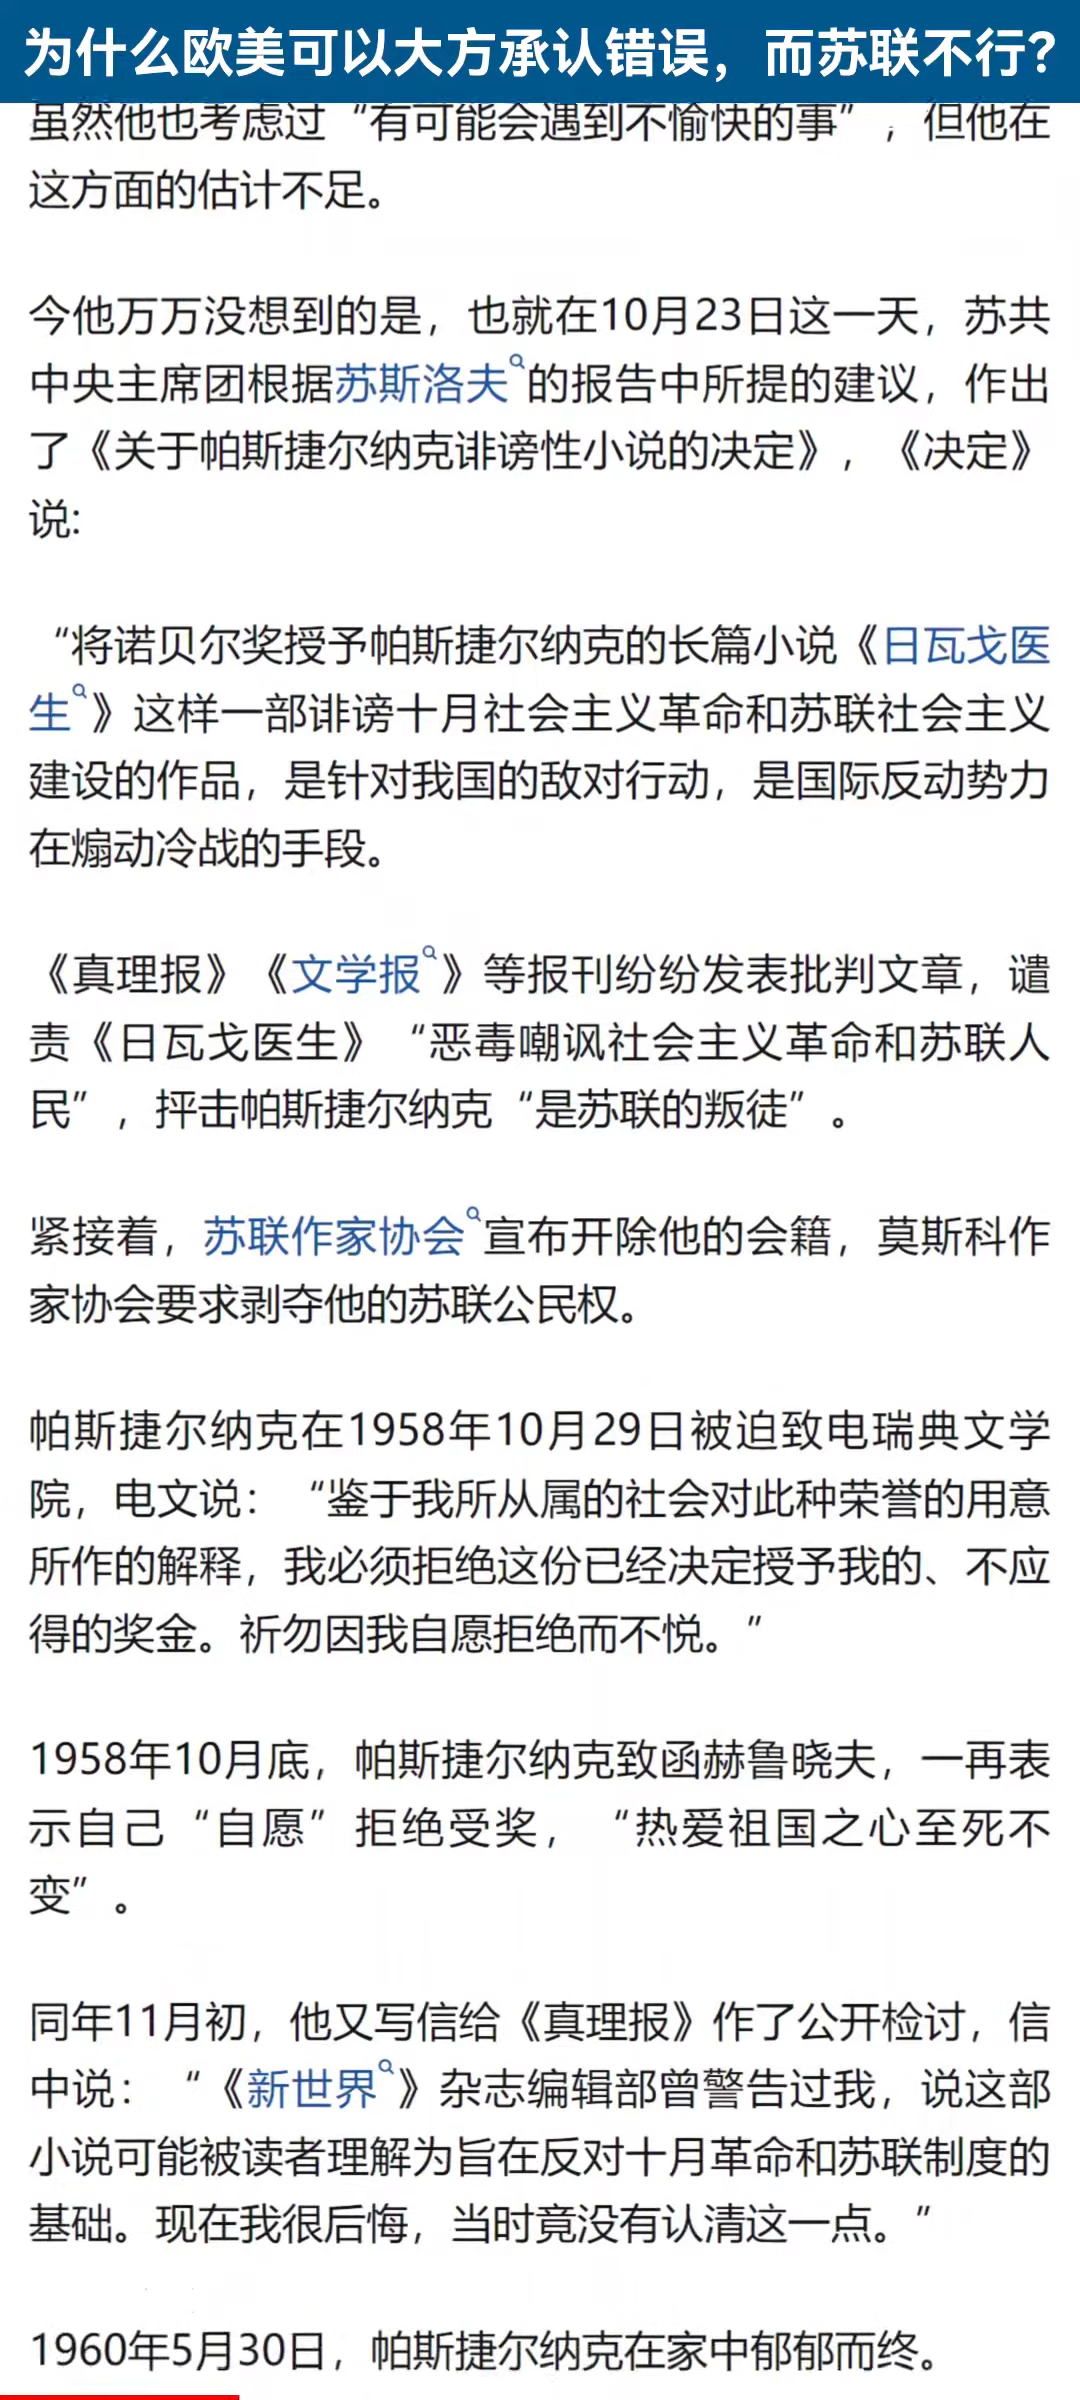 为什么欧美可以大方承认错误，而苏联不行？
虽然他也考虑过“有可能会遇到不愉快的事”，但他在
这方面的估计不足。
今他万万没想到的是，也就在10月23日这一天，苏共
中央主席团根据苏斯洛夫的报告中所提的建议，作出
了《关于帕斯捷尔纳克诽谤性小说的决定》，《决定》
说：
“将诺贝尔奖授予帕斯捷尔纳克的长篇小说《日瓦戈医
生》这样一部诽谤十月社会主义革命和苏联社会主义
建设的作品，是针对我国的敌对行动，是国际反动势力
在煽动冷战的手段。
《真理报》《文学报》等报刊纷纷发表批判文章，谴
责《日瓦戈医生》“恶毒嘲讽社会主义革命和苏联人
民”，抨击帕斯捷尔纳克“是苏联的叛徒”。
紧接着，苏联作家协会宣布开除他的会籍，莫斯科作
家协会要求剥夺他的苏联公民权。
帕斯捷尔纳克在1958年10月29日被迫致电瑞典文学
院，电文说：“鉴于我所从属的社会对此种荣誉的用意
所作的解释，我必须拒绝这份已经决定授予我的、不应
得的奖金。祈勿因我自愿拒绝而不悦。”
1958年10月底，帕斯捷尔纳克致函赫鲁晓夫，一再表
示自己“自愿”拒绝受奖，“热爱祖国之心至死不
变”。
同年11月初，他又写信给《真理报》作了公开检讨，信
中说：“《新世界》杂志编辑部曾警告过我，说这部
小说可能被读者理解为旨在反对十月革命和苏联制度的
基础。现在我很后悔，当时竟没有认清这一点。”
1960年5月30日，帕斯捷尔纳克在家中郁郁而终。